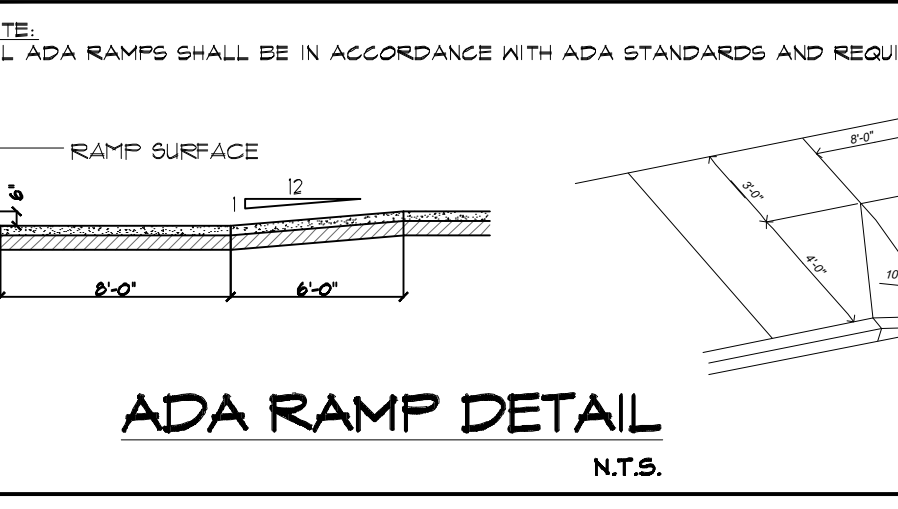 TE:
L ADA RAMPS SHALL BE IN ACCORDANCE WITH ADA STANDARDS AND REQUI
RAMP SURFACE
6"
1
12
8'-0"
6'-0"
8'-0"
3'-0"
4'-0"
10
ADA RAMP DETAIL
N.T.S.